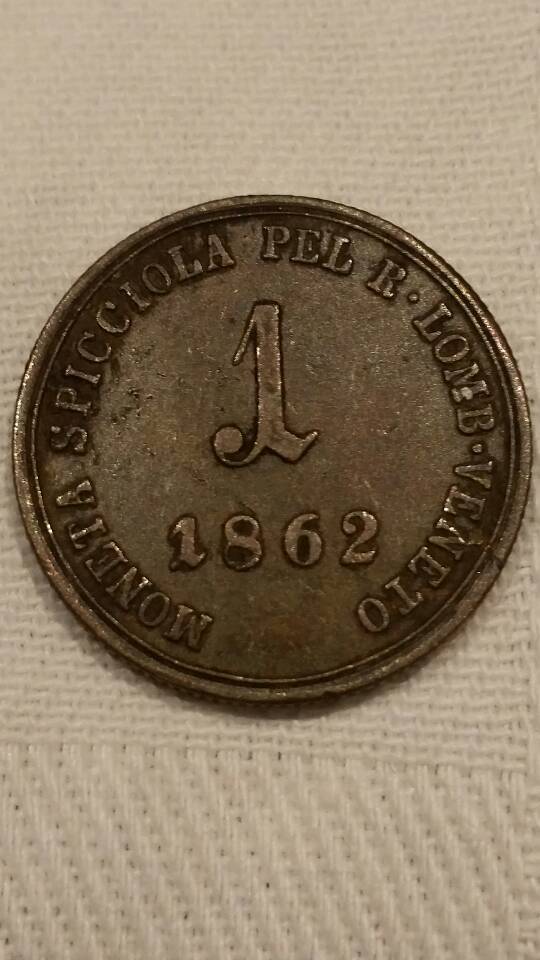 MONETA SPICCIOLA PEL R· LOMB· VENETO
1
1862